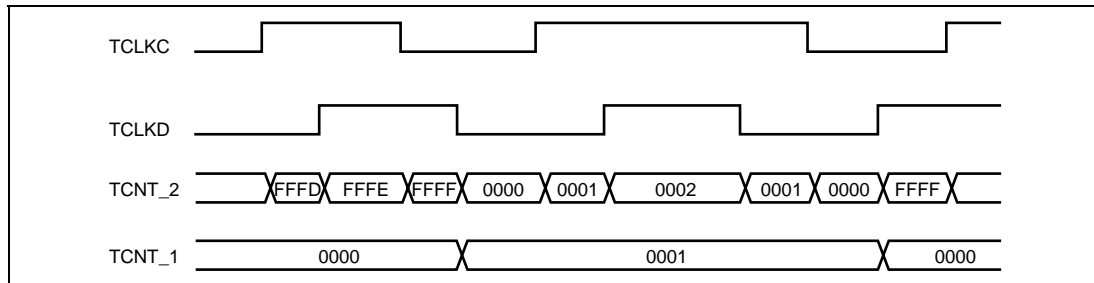 TCLKC
TCLKD
TCNT_2 FFFD FFFE FFFF 0000 0001 0002 0001 0000 FFFF
TCNT_1 0000 0001 0000